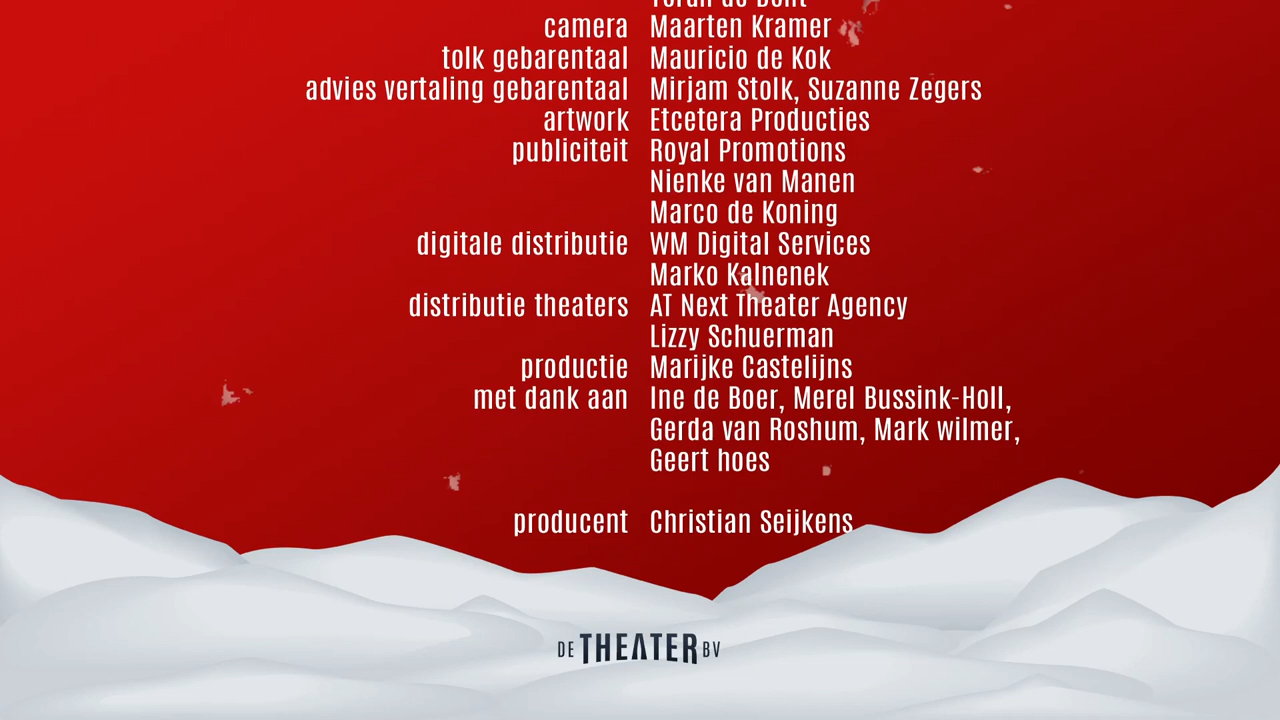 camera Maarten Kramer
tolk gebarentaal Mauricio de Kok
advies vertaling gebarentaal Mirjam Stolk, Suzanne Zegers
artwork Etcetera Producties
publiciteit Royal Promotions
Nienke van Manen
Marco de Koning
digitale distributie WM Digital Services
Marko Kalnenek
distributie theaters AT Next Theater Agency
Lizzy Schuerman
productie Marijke Castelijns
met dank aan Ine de Boer, Merel Bussink-Holl,
Gerda van Roshum, Mark wilmer,
Geert hoes
producent Christian Seijkens
DE THEATER BV